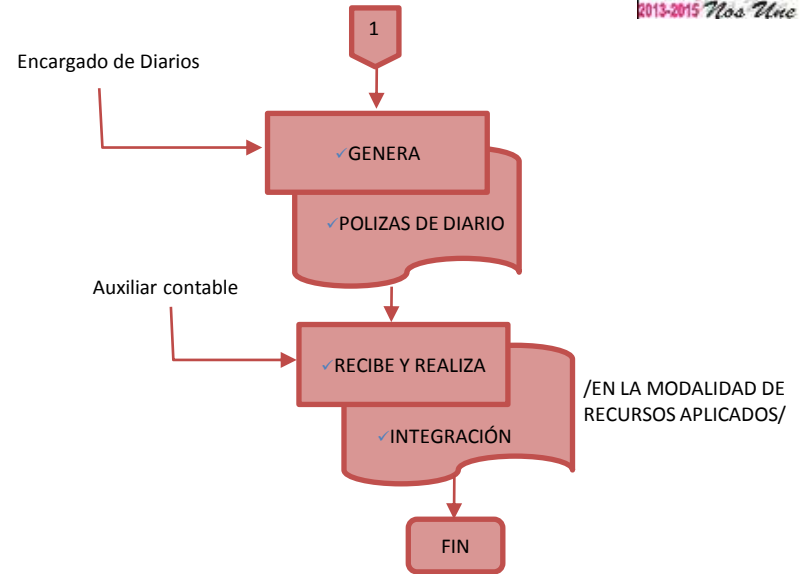 2013-2015 Nos Une
1
Encargado de Diarios
✓GENERA
✓POLIZAS DE DIARIO
Auxiliar contable
✓RECIBE Y REALIZA
/EN LA MODALIDAD DE
RECURSOS APLICADOS/
✓INTEGRACIÓN
FIN